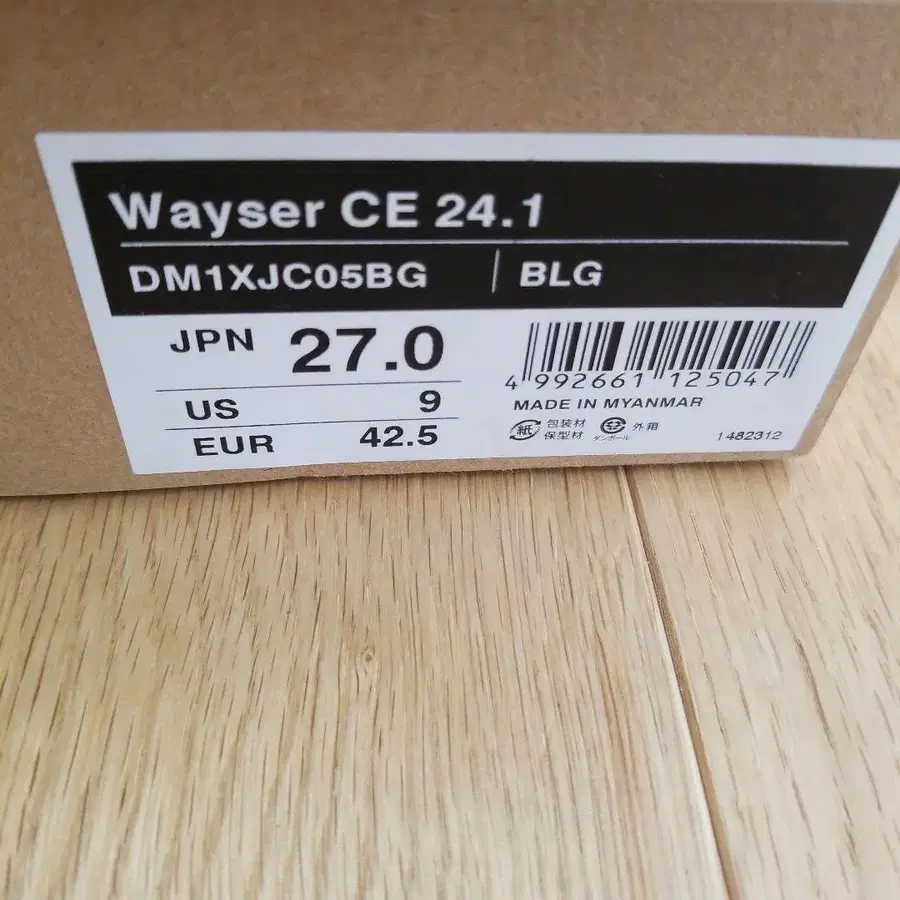 Wayser CE 24.1
DM1XJC05BG | BLG
JPN 27.0
US 9
EUR 42.5
4 992661 125047
MADE IN MYANMAR
紙 包装材 保型材
ダンボール 外箱
1482312